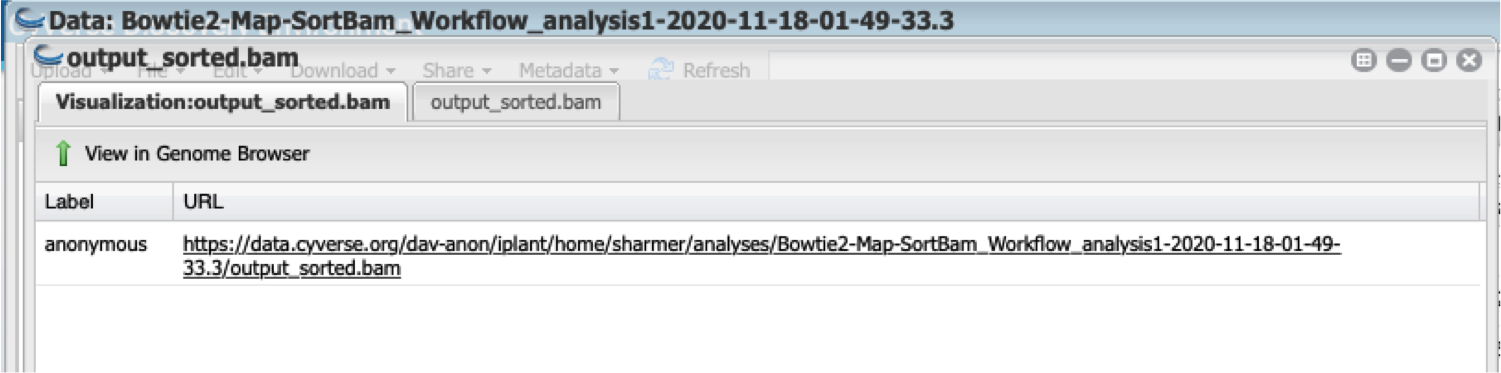 Data: Bowtie2-Map-SortBam_Workflow_analysis1-2020-11-18-01-49-33.3
output_sorted.bam
Upload File Edit Download Share Metadata Refresh
Visualization:output_sorted.bam output_sorted.bam
View in Genome Browser
Label URL
anonymous https://data.cyverse.org/dav-anon/iplant/home/sharmer/analyses/Bowtie2-Map-SortBam_Workflow_analysis1-2020-11-18-01-49-
33.3/output_sorted.bam